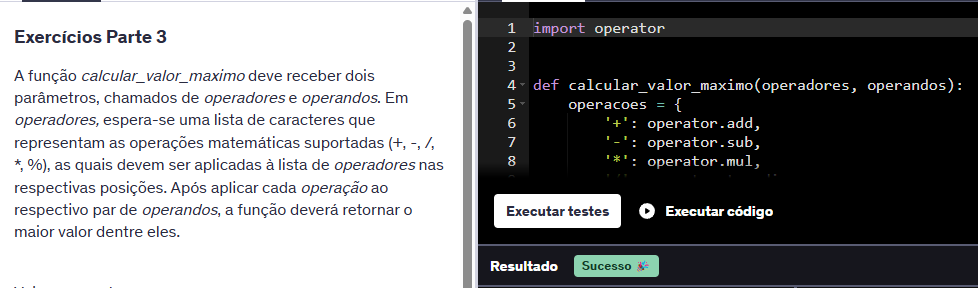 Exercícios Parte 3
A função calcular_valor_maximo deve receber dois
parâmetros, chamados de operadores e operandos. Em
operadores, espera-se uma lista de caracteres que
representam as operações matemáticas suportadas (+, -, /,
*, %), as quais devem ser aplicadas à lista de operadores nas
respectivas posições. Após aplicar cada operação ao
respectivo par de operandos, a função deverá retornar o
maior valor dentre eles.
1 import operator
2
3
4 def calcular_valor_maximo(operadores, operandos):
5 operacoes = {
6 '+': operator.add,
7 '-': operator.sub,
8 '*': operator.mul,
Executar testes
Executar código
Resultado
Sucesso 🎉